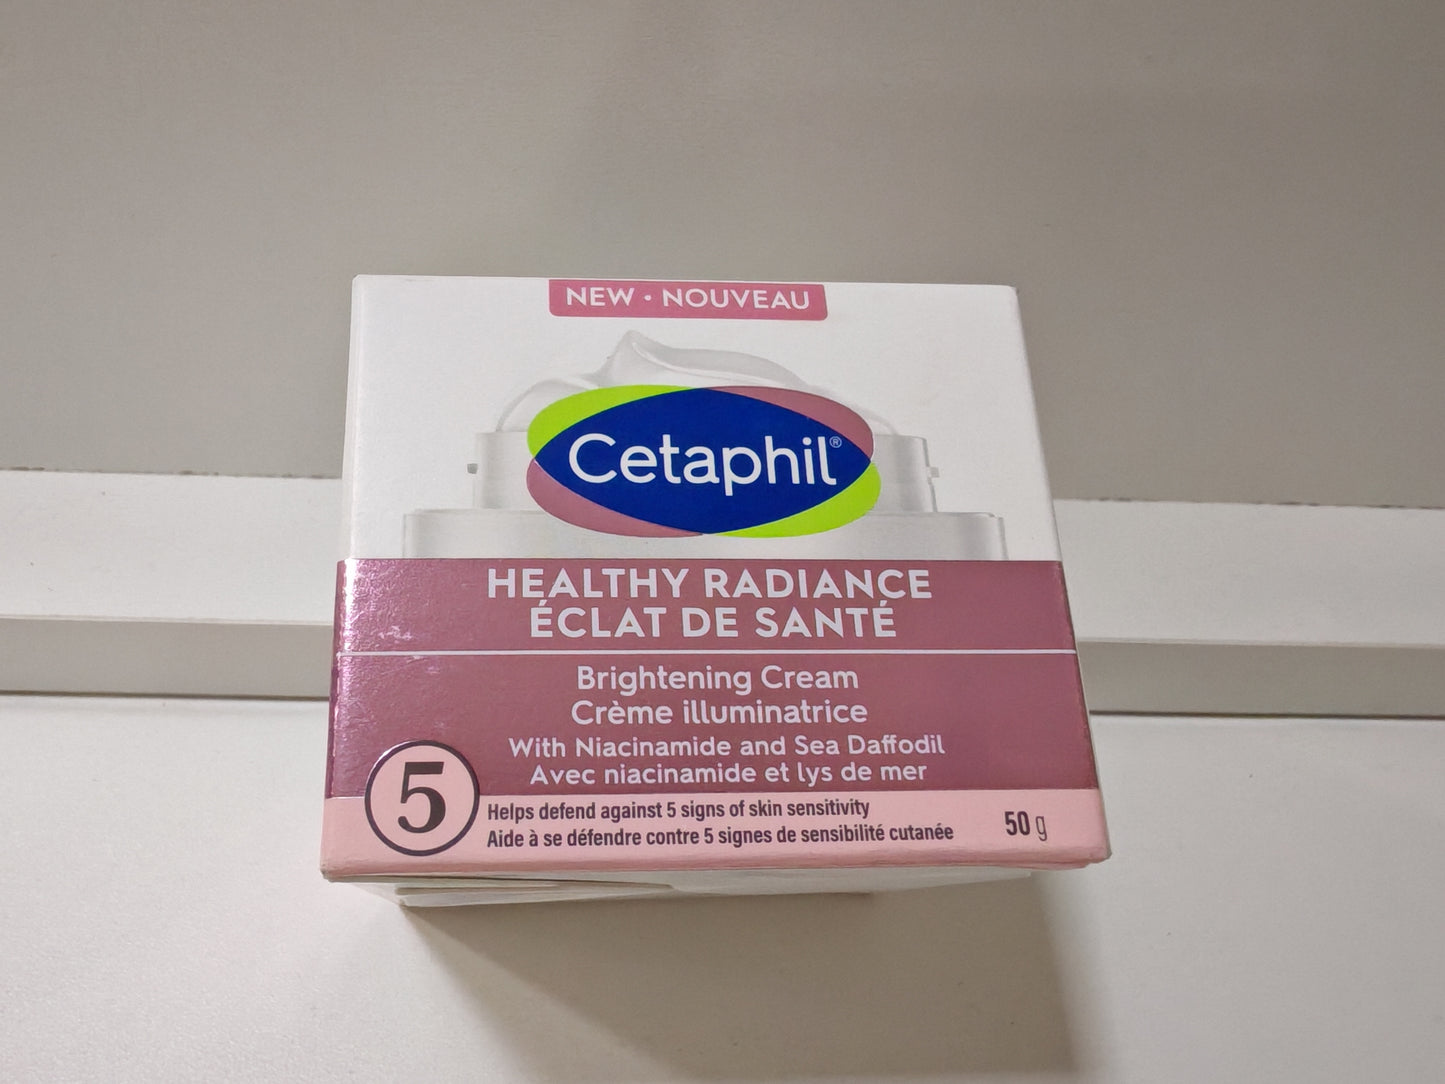 NEW • NOUVEAU
Cetaphil®
HEALTHY RADIANCE
ÉCLAT DE SANTÉ
Brightening Cream
Crème illuminatrice
With Niacinamide and Sea Daffodil
Avec niacinamide et lys de mer
5
Helps defend against 5 signs of skin sensitivity
Aide à se défendre contre 5 signes de sensibilité cutanée
50 g